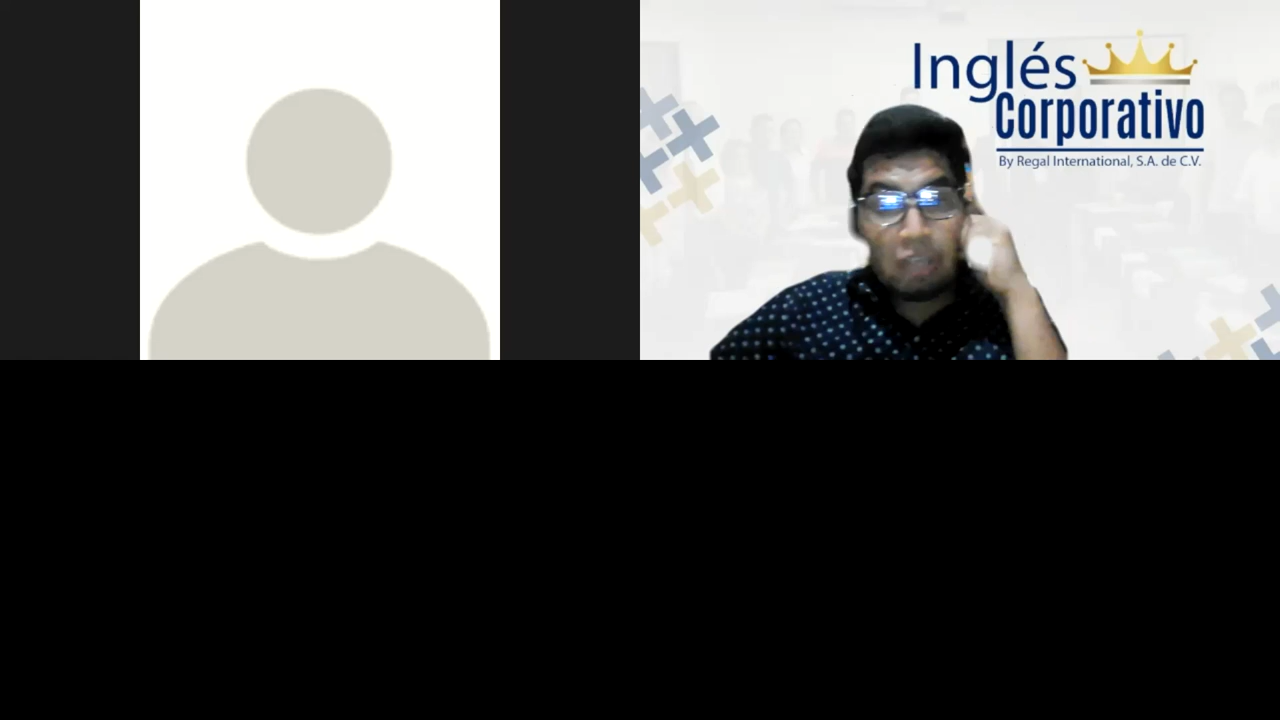 Inglés
Corporativo
By Regal International, S.A. de C.V.